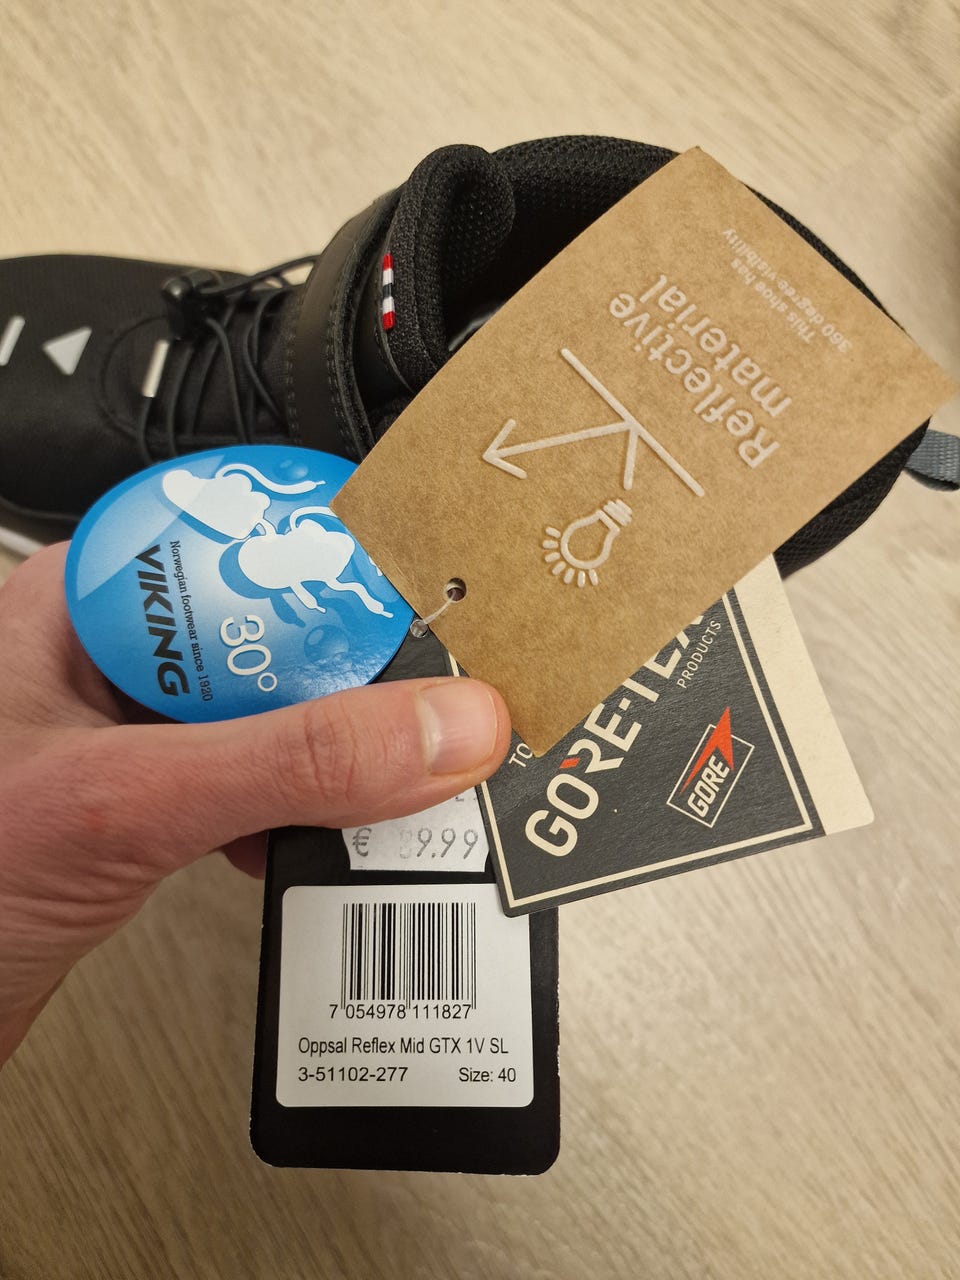 This shoe has
360 degree visibility
Reflective
material
VIKING
Norwegian footwear since 1920
30°
GORE-TEX
PRODUCTS
GORE
€ 89.99
7 054978 111827
Oppsal Reflex Mid GTX 1V SL
3-51102-277 Size: 40